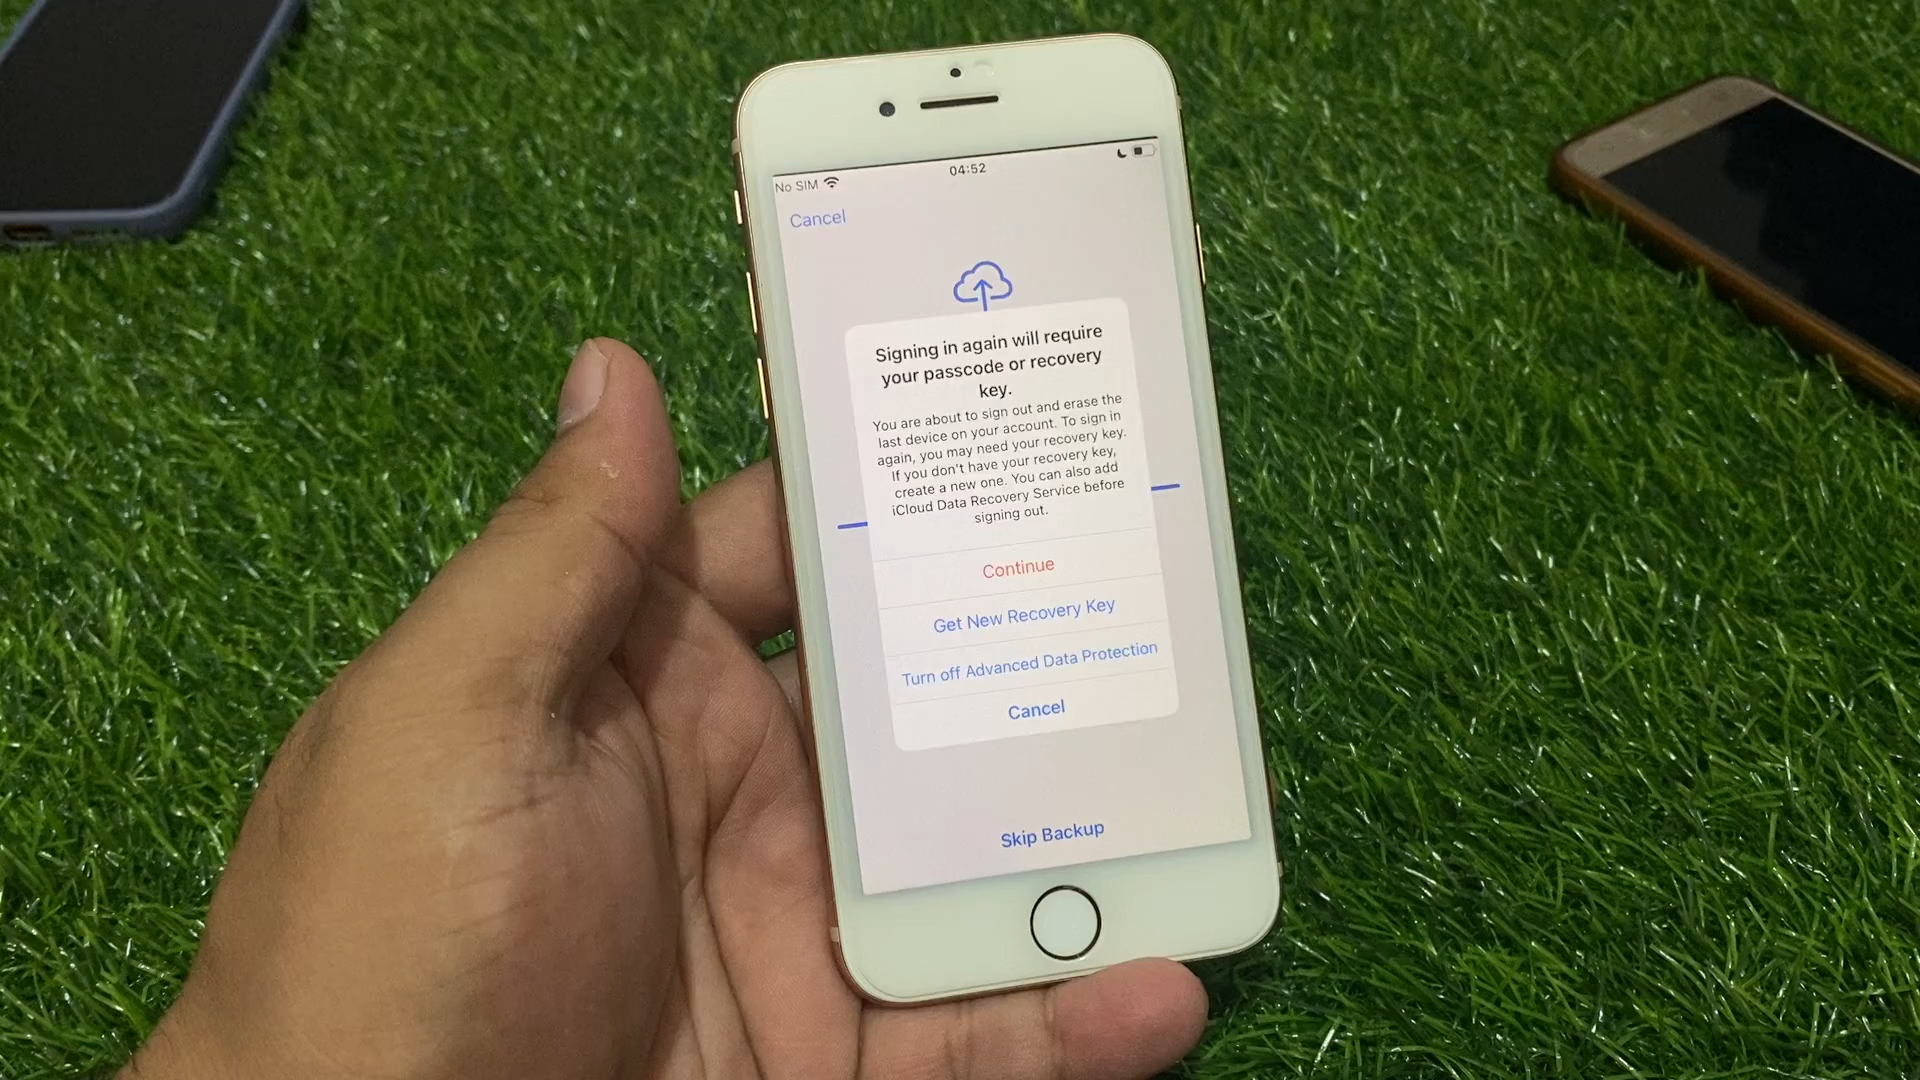 No SIM 04:52
Cancel
Signing in again will require
your passcode or recovery
key.
You are about to sign out and erase the
last device on your account. To sign in
again, you may need your recovery key.
If you don't have your recovery key,
create a new one. You can also add
iCloud Data Recovery Service before
signing out.
Continue
Get New Recovery Key
Turn off Advanced Data Protection
Cancel
Skip Backup